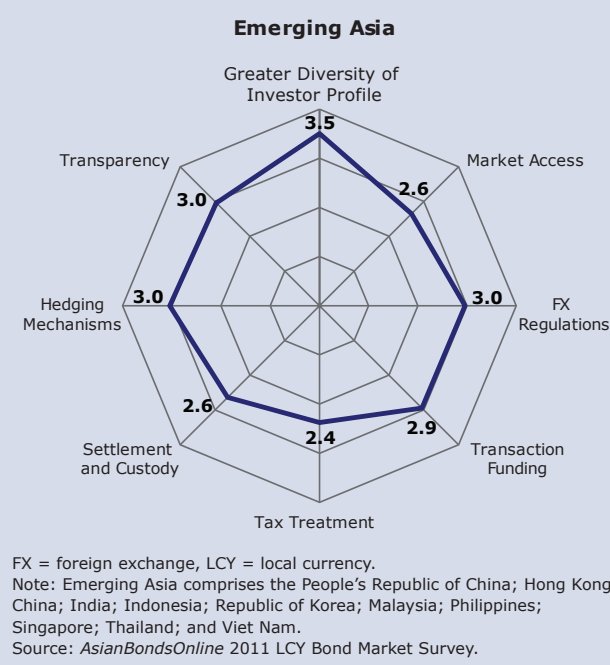 Emerging Asia
Greater Diversity of
Investor Profile
3.5
Transparency
Market Access
3.0
2.6
Hedging
Mechanisms
3.0
3.0
FX
Regulations
2.6
2.4
2.9
Settlement
and Custody
Transaction
Funding
Tax Treatment
FX = foreign exchange, LCY = local currency.
Note: Emerging Asia comprises the People’s Republic of China; Hong Kong
China; India; Indonesia; Republic of Korea; Malaysia; Philippines;
Singapore; Thailand; and Viet Nam.
Source: AsianBondsOnline 2011 LCY Bond Market Survey.